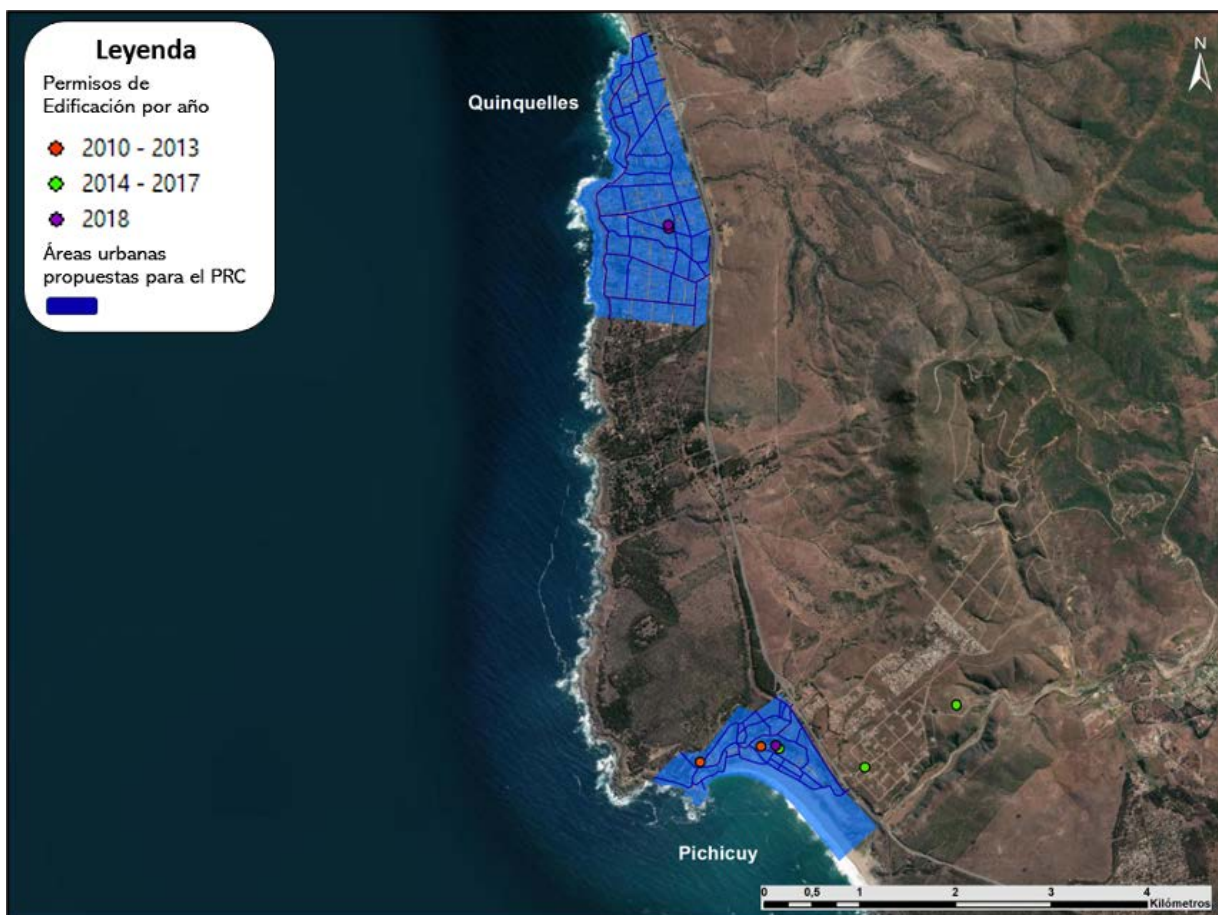 Leyenda
Permisos de
Edificación por año
2010 - 2013
2014 - 2017
2018
Áreas urbanas
propuestas para el PRC
N
Quinquelles
Pichicuy
0 0,5 1 2 3 4
Kilómetros